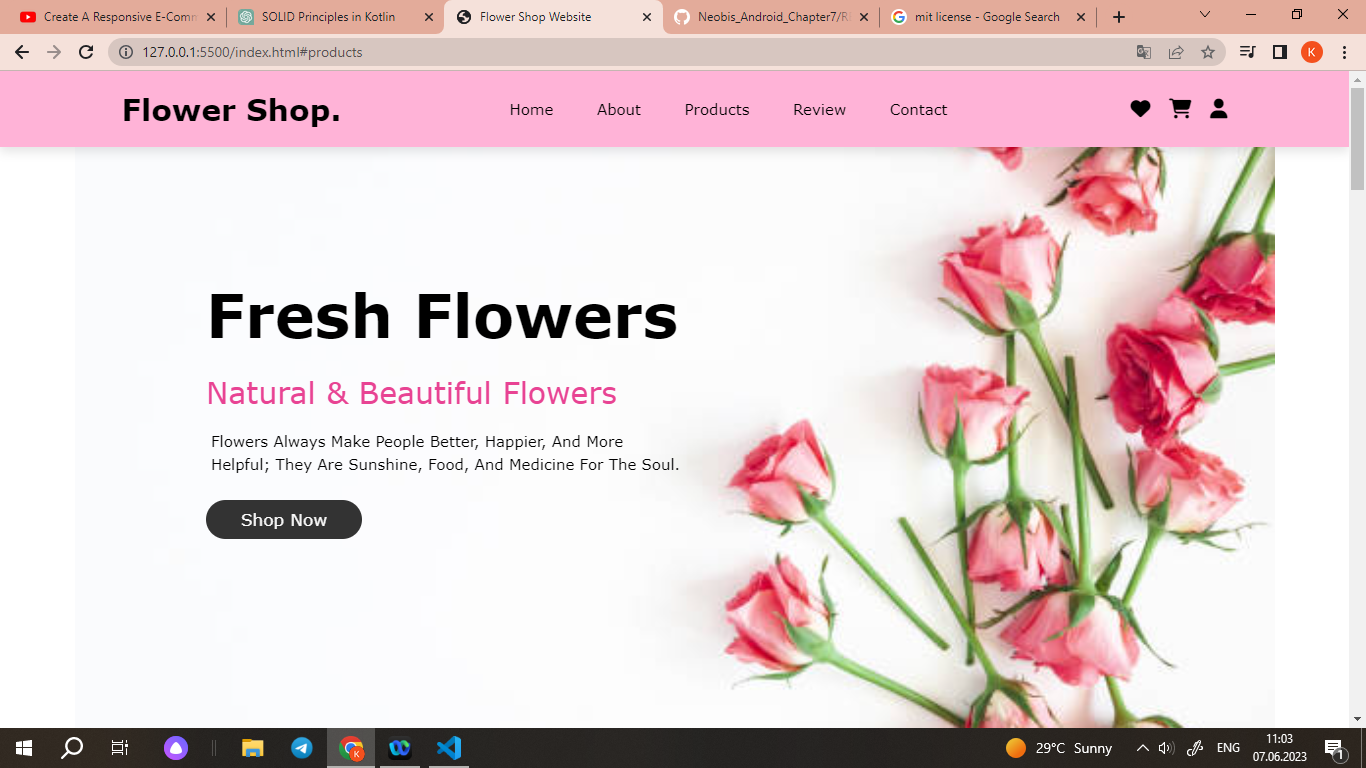 Create A Responsive E-Comm
SOLID Principles in Kotlin
Flower Shop Website
Neobis_Android_Chapter7/RI
mit license - Google Search
127.0.0.1:5500/index.html#products
K
Flower Shop.
Home
About
Products
Review
Contact
Fresh Flowers
Natural & Beautiful Flowers
Flowers Always Make People Better, Happier, And More
Helpful; They Are Sunshine, Food, And Medicine For The Soul.
Shop Now
K
29°C Sunny
ENG
11:03
07.06.2023
1